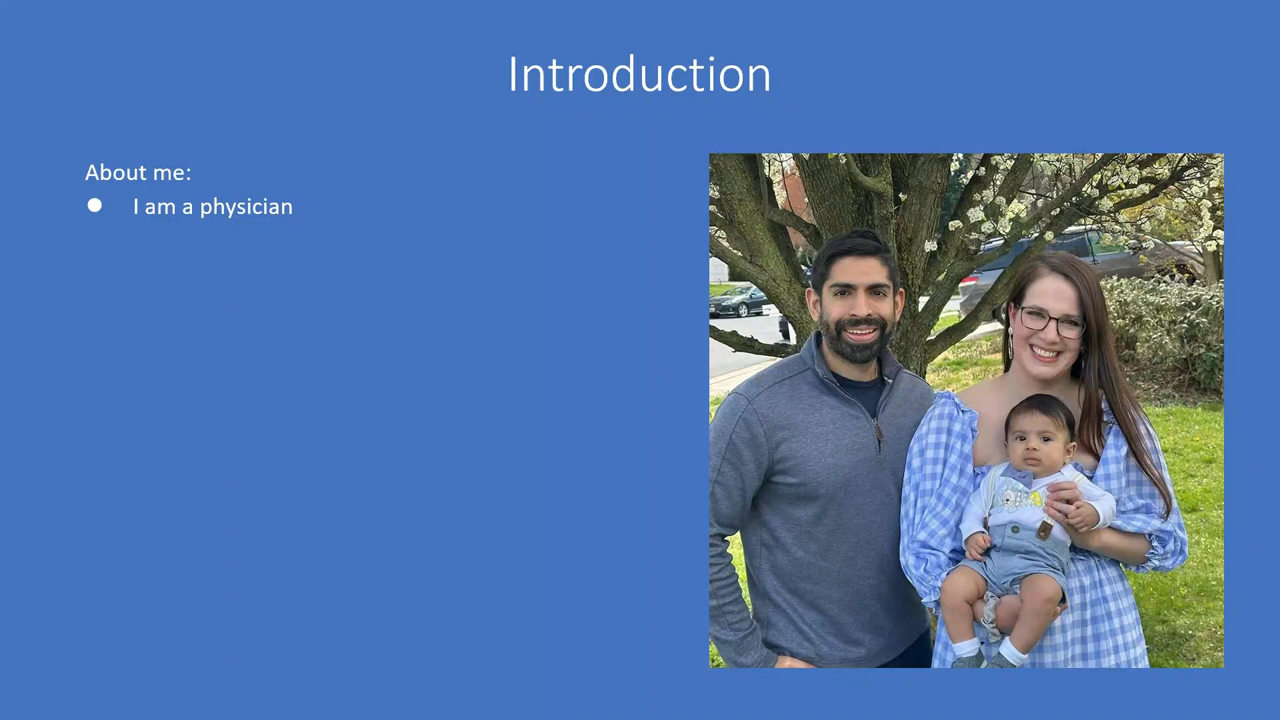 Introduction
About me:
● I am a physician